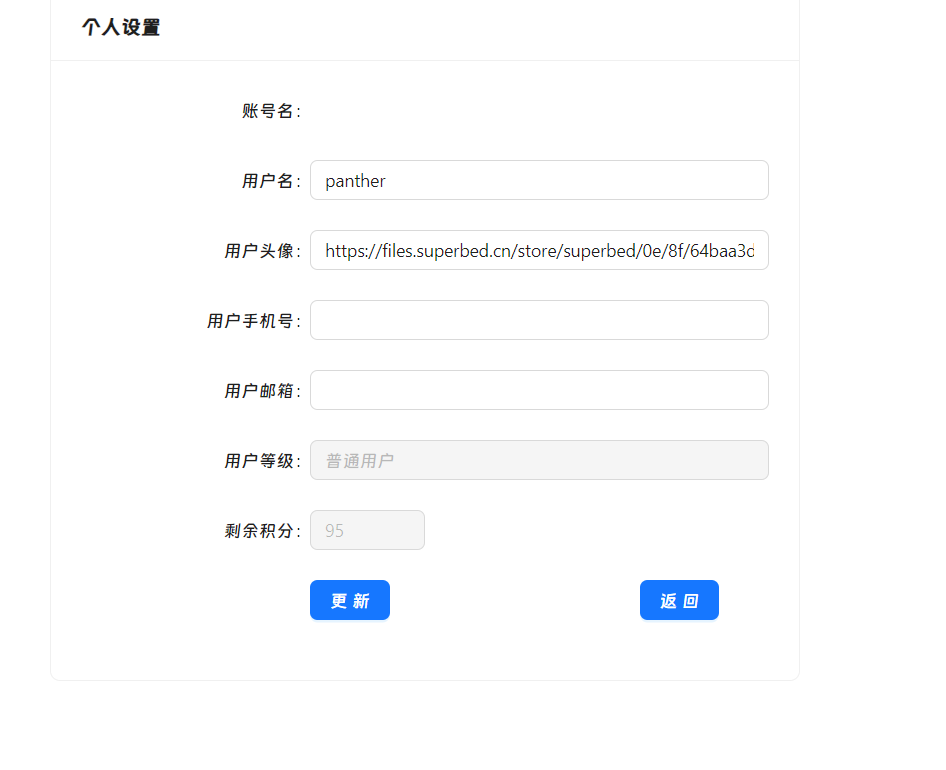 个人设置
账号名:
用户名: panther
用户头像: https://files.superbed.cn/store/superbed/0e/8f/64baa3d
用户手机号:
用户邮箱:
用户等级: 普通用户
剩余积分: 95
更 新 返 回